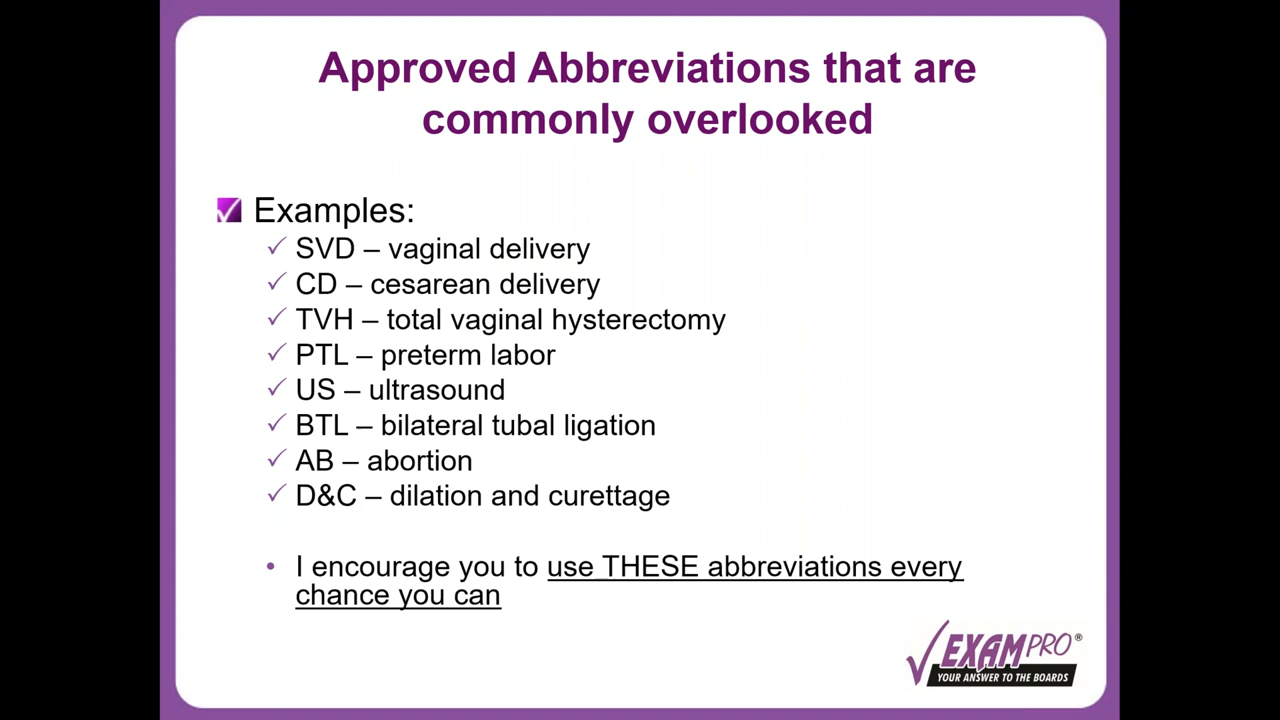 Approved Abbreviations that are
commonly overlooked
Examples:
SVD – vaginal delivery
CD – cesarean delivery
TVH – total vaginal hysterectomy
PTL – preterm labor
US – ultrasound
BTL – bilateral tubal ligation
AB – abortion
D&C – dilation and curettage
• I encourage you to use THESE abbreviations every
chance you can
EXAMPRO®
YOUR ANSWER TO THE BOARDS